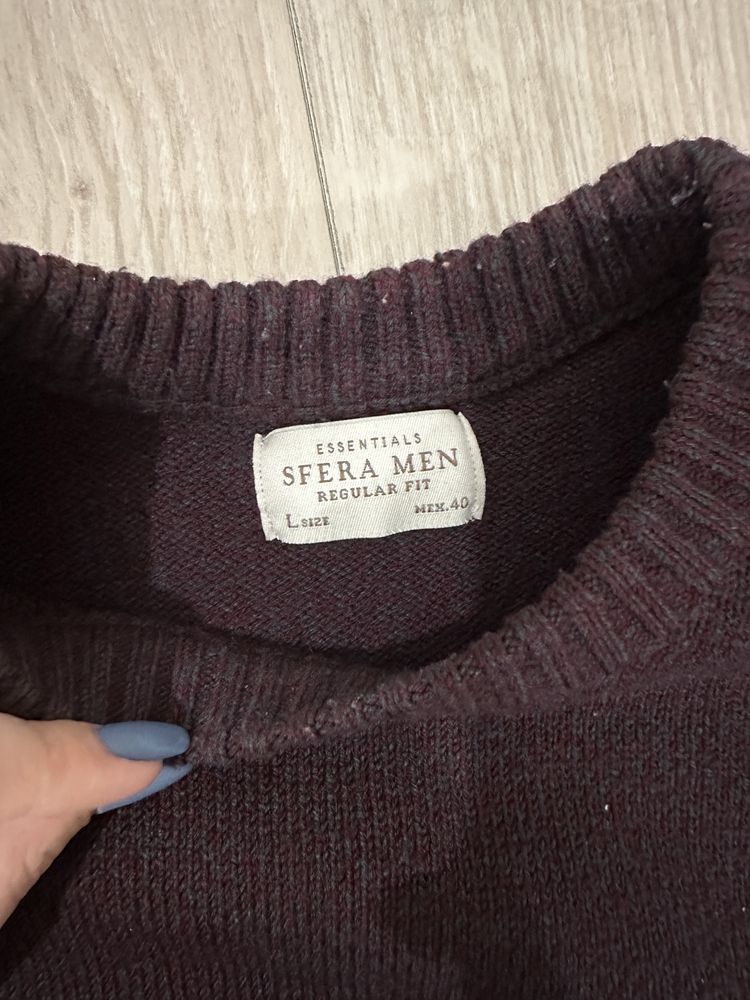 ESSENTIALS
SFERA MEN
REGULAR FIT
L SIZE MEX.40